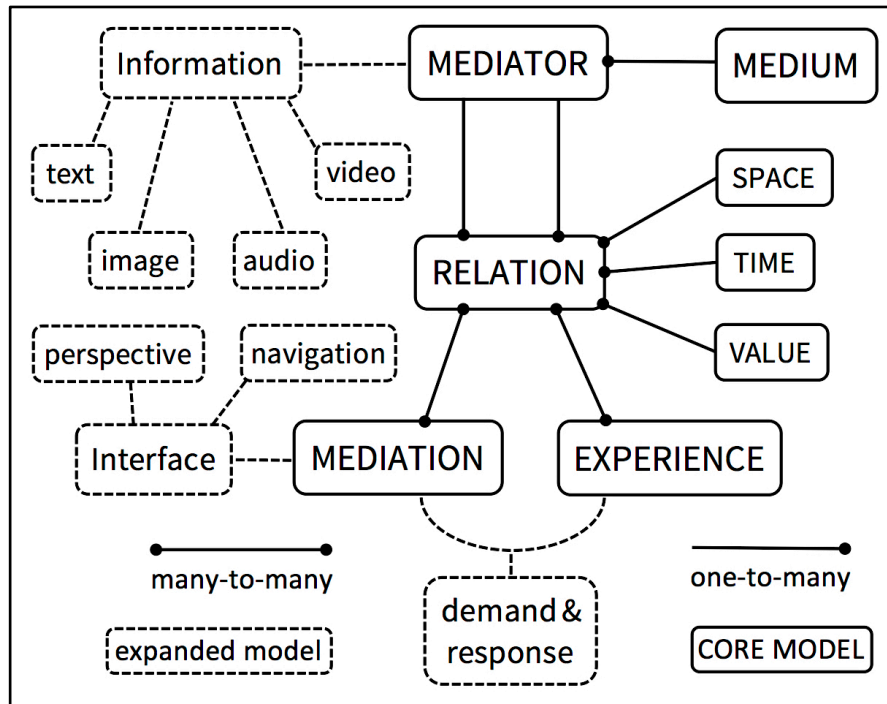 Information
MEDIATOR
MEDIUM
text
video
image
audio
SPACE
RELATION
TIME
VALUE
perspective
navigation
Interface
MEDIATION
EXPERIENCE
many-to-many
one-to-many
demand &
response
expanded model
CORE MODEL